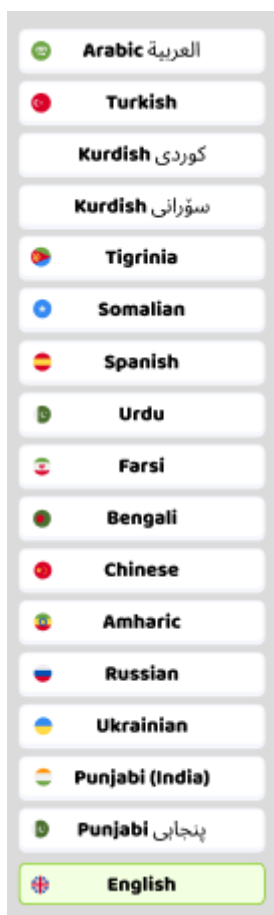 Arabic العربية
Turkish
Kurdish كوردی
Kurdish سۆرانی
Tigrinia
Somalian
Spanish
Urdu
Farsi
Bengali
Chinese
Amharic
Russian
Ukrainian
Punjabi (India)
Punjabi پنجابی
English